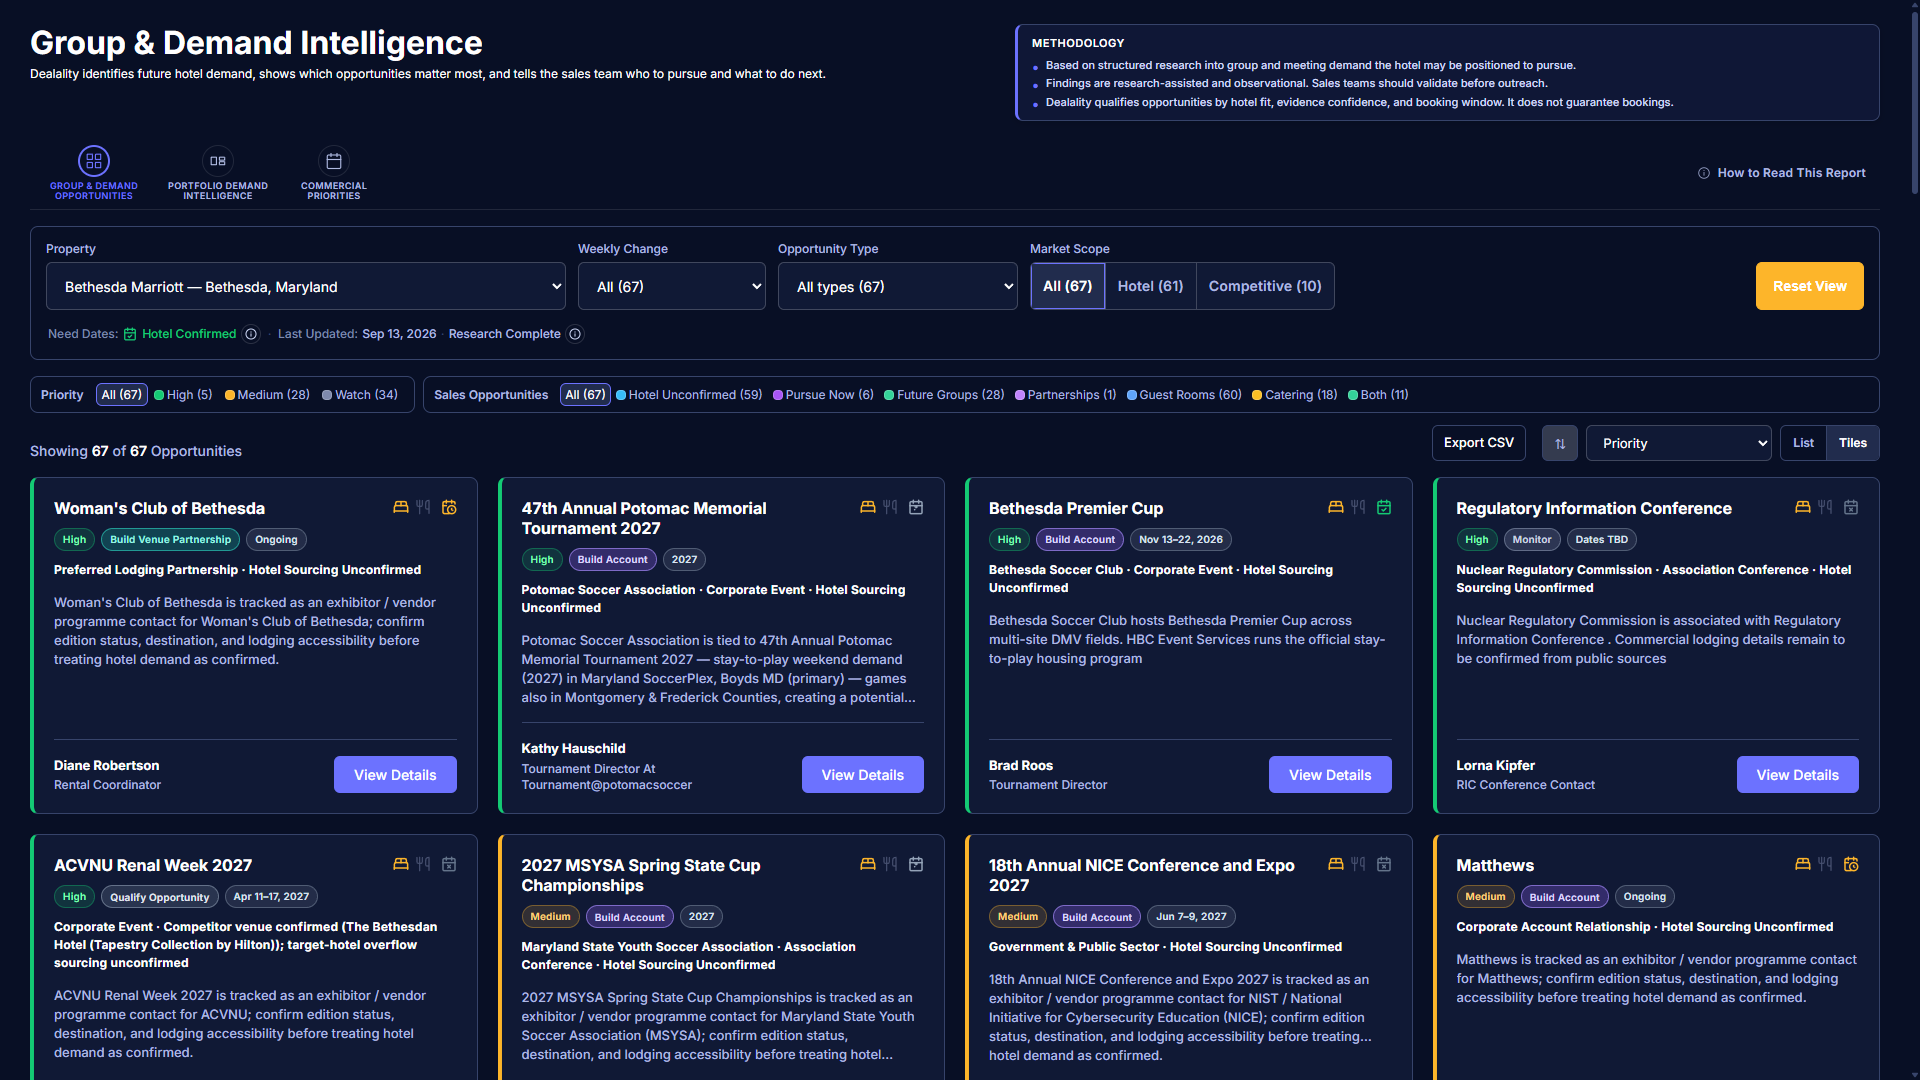 Group & Demand Intelligence
Dealality identifies future hotel demand, shows which opportunities matter most, and tells the sales team who to pursue and what to do next.
METHODOLOGY
Based on structured research into group and meeting demand the hotel may be positioned to pursue.
Findings are research-assisted and observational. Sales teams should validate before outreach.
Dealality qualifies opportunities by hotel fit, evidence confidence, and booking window. It does not guarantee bookings.
GROUP & DEMAND
OPPORTUNITIES
PORTFOLIO DEMAND
INTELLIGENCE
COMMERCIAL
PRIORITIES
How to Read This Report
Property
Weekly Change
Opportunity Type
Market Scope
Bethesda Marriott — Bethesda, Maryland
All (67)
All types (67)
All (67)
Hotel (61)
Competitive (10)
Reset View
Need Dates: Hotel Confirmed · Last Updated: Sep 13, 2026 · Research Complete
Priority All (67) High (5) Medium (28) Watch (34)
Sales Opportunities All (67) Hotel Unconfirmed (59) Pursue Now (6) Future Groups (28) Partnerships (1) Guest Rooms (60) Catering (18) Both (11)
Showing 67 of 67 Opportunities
Export CSV
Priority
List
Tiles
Woman's Club of Bethesda
High
Build Venue Partnership
Ongoing
Preferred Lodging Partnership · Hotel Sourcing Unconfirmed
Woman's Club of Bethesda is tracked as an exhibitor / vendor
programme contact for Woman's Club of Bethesda; confirm
edition status, destination, and lodging accessibility before
treating hotel demand as confirmed.
Diane Robertson
Rental Coordinator
View Details
47th Annual Potomac Memorial
Tournament 2027
High
Build Account
2027
Potomac Soccer Association · Corporate Event · Hotel Sourcing
Unconfirmed
Potomac Soccer Association is tied to 47th Annual Potomac
Memorial Tournament 2027 — stay-to-play weekend demand
(2027) in Maryland SoccerPlex, Boyds MD (primary) — games
also in Montgomery & Frederick Counties, creating a potential...
Kathy Hauschild
Tournament Director At
Tournament@potomacsoccer
View Details
Bethesda Premier Cup
High
Build Account
Nov 13–22, 2026
Bethesda Soccer Club · Corporate Event · Hotel Sourcing
Unconfirmed
Bethesda Soccer Club hosts Bethesda Premier Cup across
multi-site DMV fields. HBC Event Services runs the official stay-
to-play housing program
Brad Roos
Tournament Director
View Details
Regulatory Information Conference
High
Monitor
Dates TBD
Nuclear Regulatory Commission · Association Conference · Hotel
Sourcing Unconfirmed
Nuclear Regulatory Commission is associated with Regulatory
Information Conference . Commercial lodging details remain to
be confirmed from public sources
Lorna Kipfer
RIC Conference Contact
View Details
ACVNU Renal Week 2027
High
Qualify Opportunity
Apr 11–17, 2027
Corporate Event · Competitor venue confirmed (The Bethesdan
Hotel (Tapestry Collection by Hilton)); target-hotel overflow
sourcing unconfirmed
ACVNU Renal Week 2027 is tracked as an exhibitor / vendor
programme contact for ACVNU; confirm edition status,
destination, and lodging accessibility before treating hotel
demand as confirmed.
2027 MSYSA Spring State Cup
Championships
Medium
Build Account
2027
Maryland State Youth Soccer Association · Association
Conference · Hotel Sourcing Unconfirmed
2027 MSYSA Spring State Cup Championships is tracked as an
exhibitor / vendor programme contact for Maryland State Youth
Soccer Association (MSYSA); confirm edition status,
destination, and lodging accessibility before treating hotel...
18th Annual NICE Conference and Expo
2027
Medium
Build Account
Jun 7–9, 2027
Government & Public Sector · Hotel Sourcing Unconfirmed
18th Annual NICE Conference and Expo 2027 is tracked as an
exhibitor / vendor programme contact for NIST / National
Initiative for Cybersecurity Education (NICE); confirm edition
status, destination, and lodging accessibility before treating...
hotel demand as confirmed.
Matthews
Medium
Build Account
Ongoing
Corporate Account Relationship · Hotel Sourcing Unconfirmed
Matthews is tracked as an exhibitor / vendor programme contact
for Matthews; confirm edition status, destination, and lodging
accessibility before treating hotel demand as confirmed.